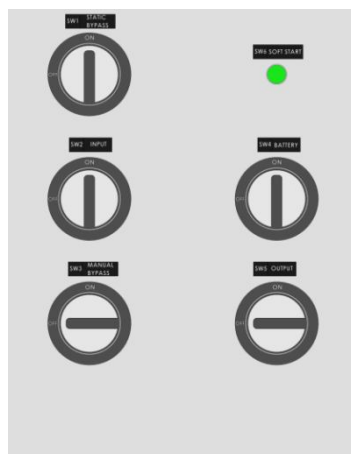 SW1 STATIC BYPASS
ON
OFF
SW6 SOFT START
SW2 INPUT
ON
OFF
SW4 BATTERY
ON
OFF
SW3 MANUAL BYPASS
ON
OFF
SW5 OUTPUT
ON
OFF